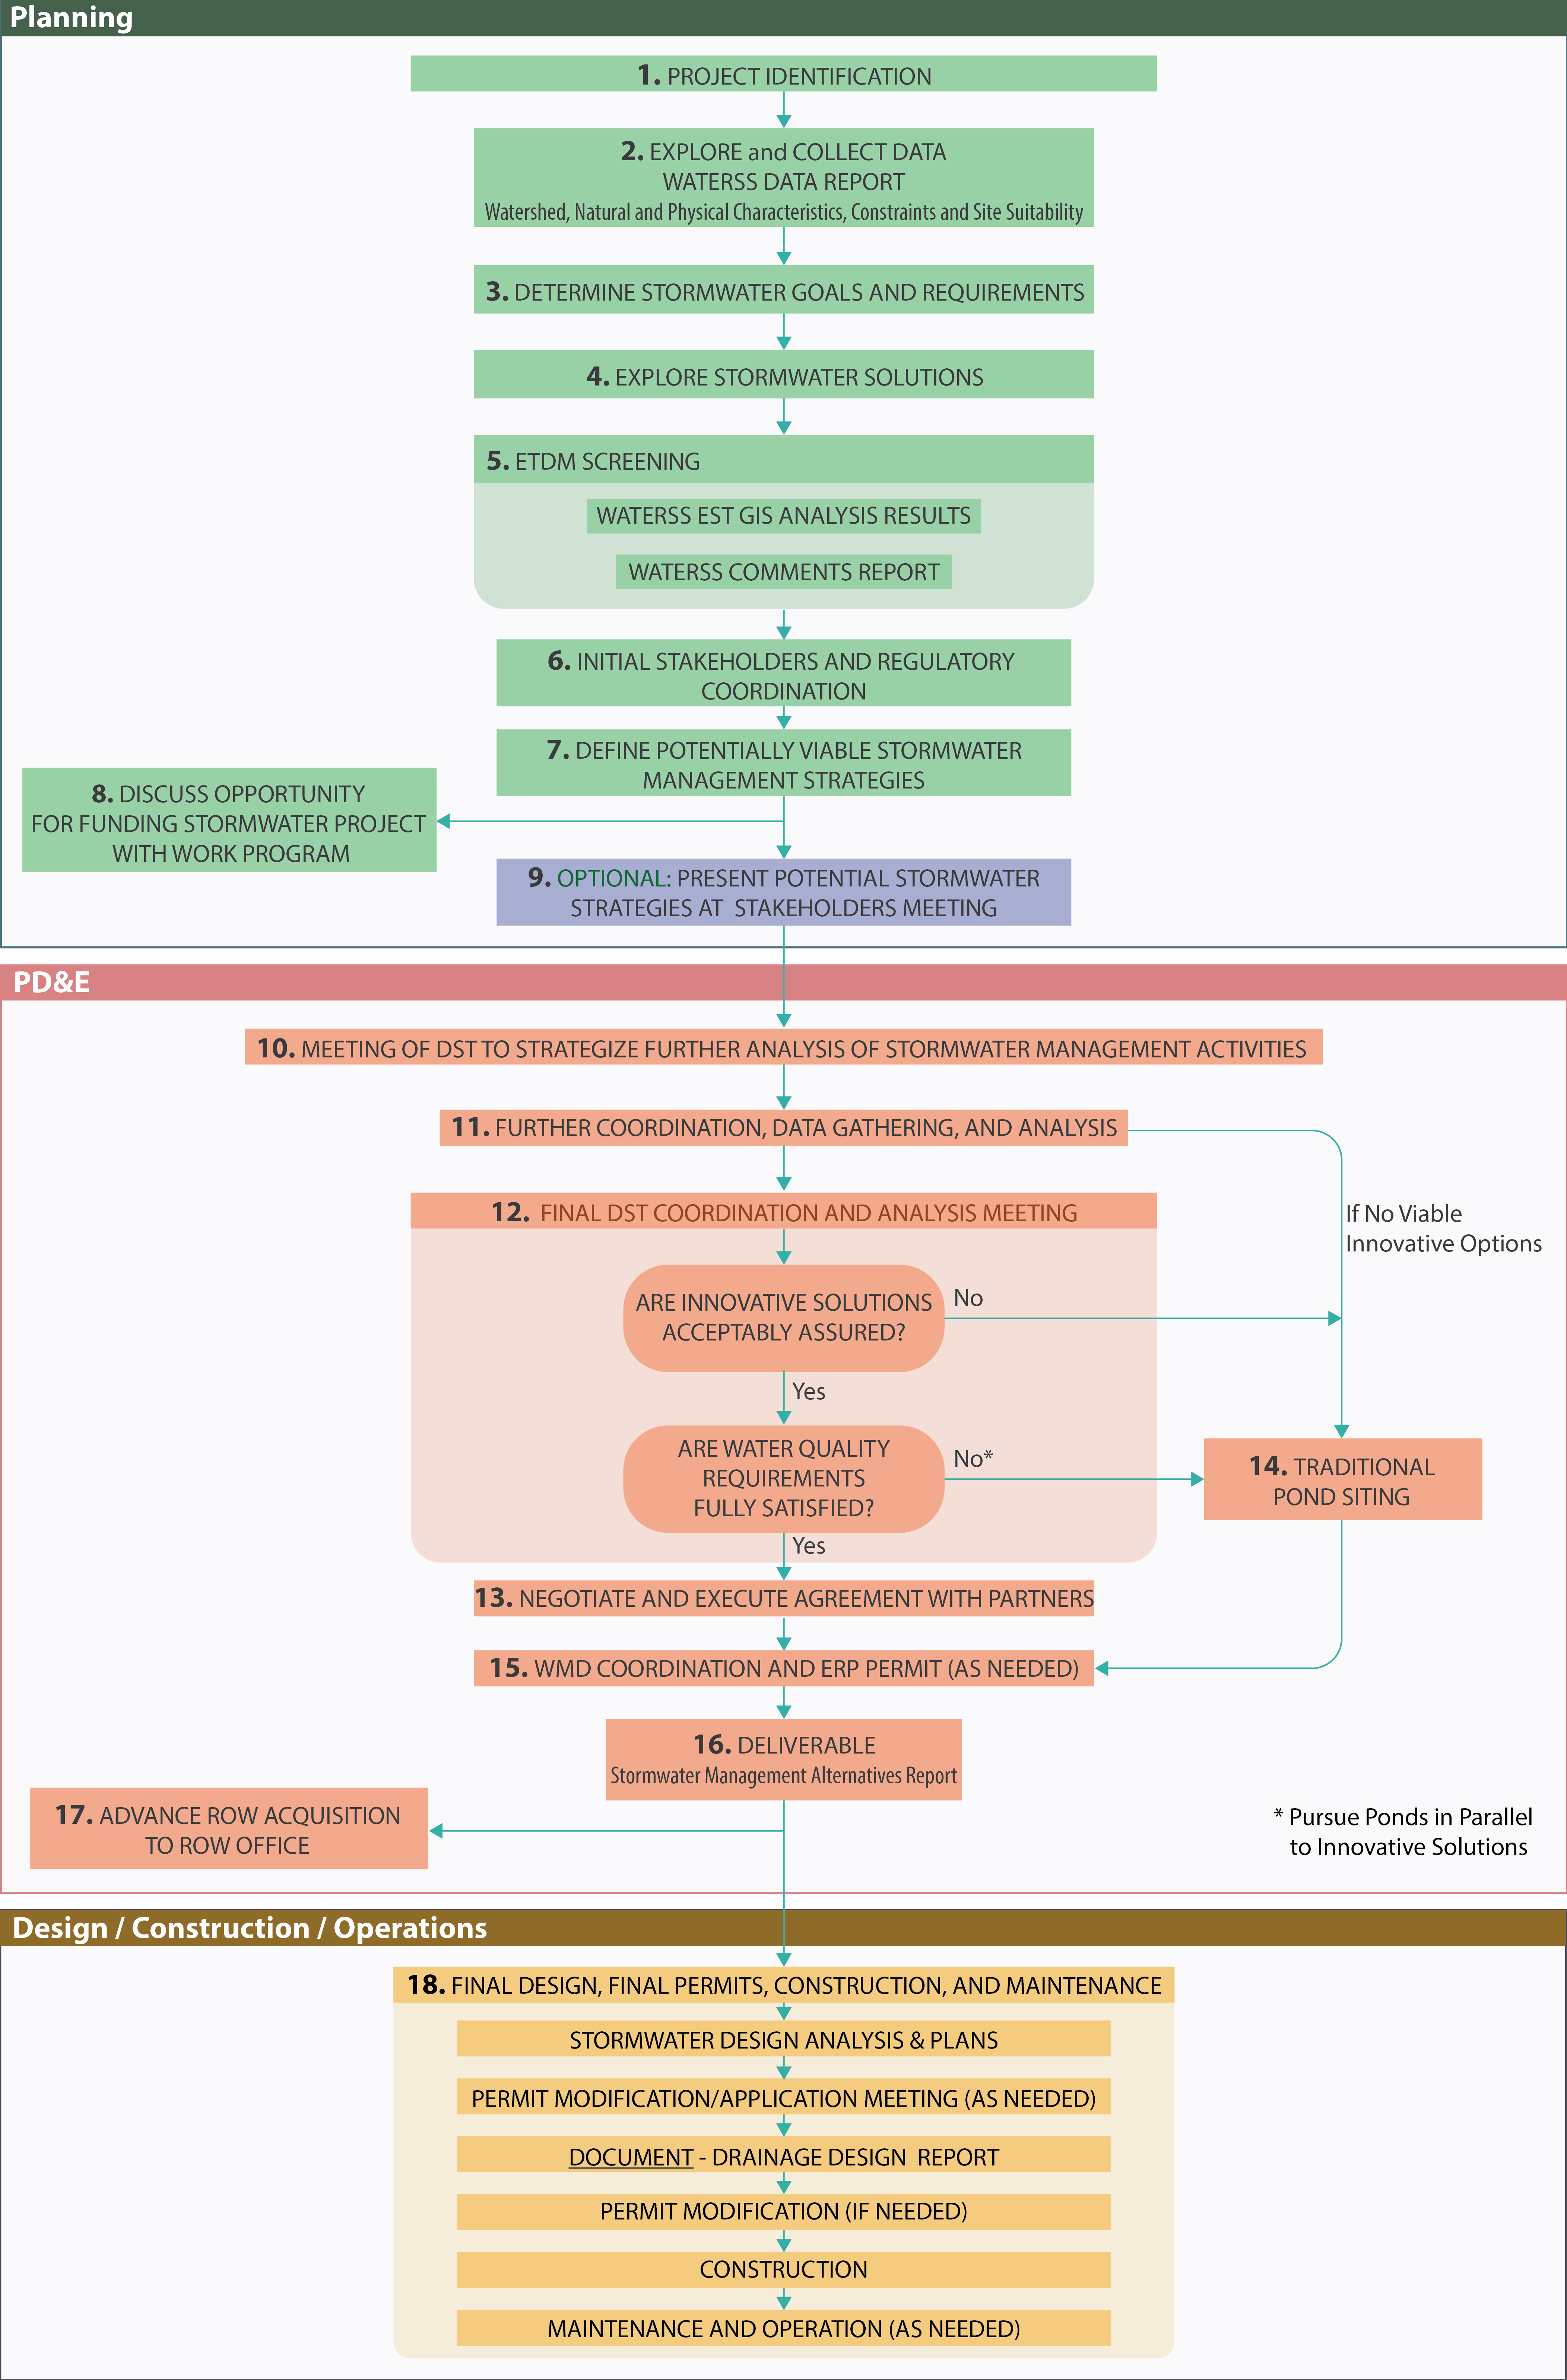 Planning
1. PROJECT IDENTIFICATION
2. EXPLORE and COLLECT DATA
WATERSS DATA REPORT
Watershed, Natural and Physical Characteristics, Constraints and Site Suitability
3. DETERMINE STORMWATER GOALS AND REQUIREMENTS
4. EXPLORE STORMWATER SOLUTIONS
5. ETDM SCREENING
WATERSS EST GIS ANALYSIS RESULTS
WATERSS COMMENTS REPORT
6. INITIAL STAKEHOLDERS AND REGULATORY
COORDINATION
7. DEFINE POTENTIALLY VIABLE STORMWATER
MANAGEMENT STRATEGIES
8. DISCUSS OPPORTUNITY
FOR FUNDING STORMWATER PROJECT
WITH WORK PROGRAM
9. OPTIONAL: PRESENT POTENTIAL STORMWATER
STRATEGIES AT STAKEHOLDERS MEETING
PD&E
10. MEETING OF DST TO STRATEGIZE FURTHER ANALYSIS OF STORMWATER MANAGEMENT ACTIVITIES
11. FURTHER COORDINATION, DATA GATHERING, AND ANALYSIS
If No Viable
Innovative Options
12. FINAL DST COORDINATION AND ANALYSIS MEETING
ARE INNOVATIVE SOLUTIONS
ACCEPTABLY ASSURED?
No
Yes
ARE WATER QUALITY
REQUIREMENTS
FULLY SATISFIED?
No*
Yes
14. TRADITIONAL
POND SITING
13. NEGOTIATE AND EXECUTE AGREEMENT WITH PARTNERS
15. WMD COORDINATION AND ERP PERMIT (AS NEEDED)
16. DELIVERABLE
Stormwater Management Alternatives Report
17. ADVANCE ROW ACQUISITION
TO ROW OFFICE
* Pursue Ponds in Parallel
to Innovative Solutions
Design / Construction / Operations
18. FINAL DESIGN, FINAL PERMITS, CONSTRUCTION, AND MAINTENANCE
STORMWATER DESIGN ANALYSIS & PLANS
PERMIT MODIFICATION/APPLICATION MEETING (AS NEEDED)
DOCUMENT - DRAINAGE DESIGN REPORT
PERMIT MODIFICATION (IF NEEDED)
CONSTRUCTION
MAINTENANCE AND OPERATION (AS NEEDED)